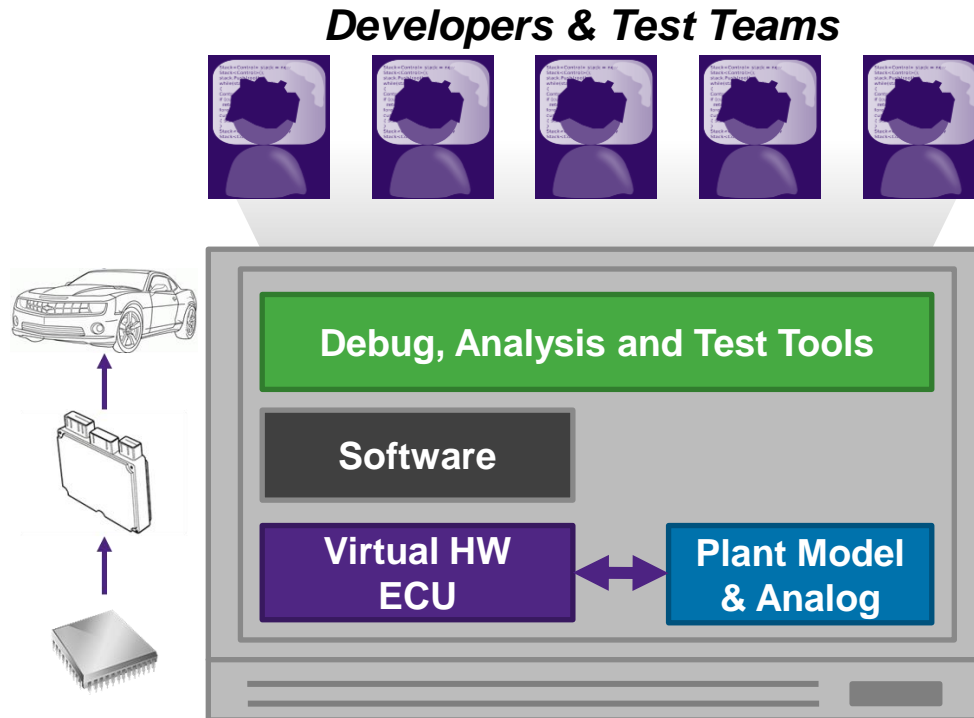 Developers & Test Teams
Debug, Analysis and Test Tools
Software
Virtual HW
ECU
Plant Model
& Analog